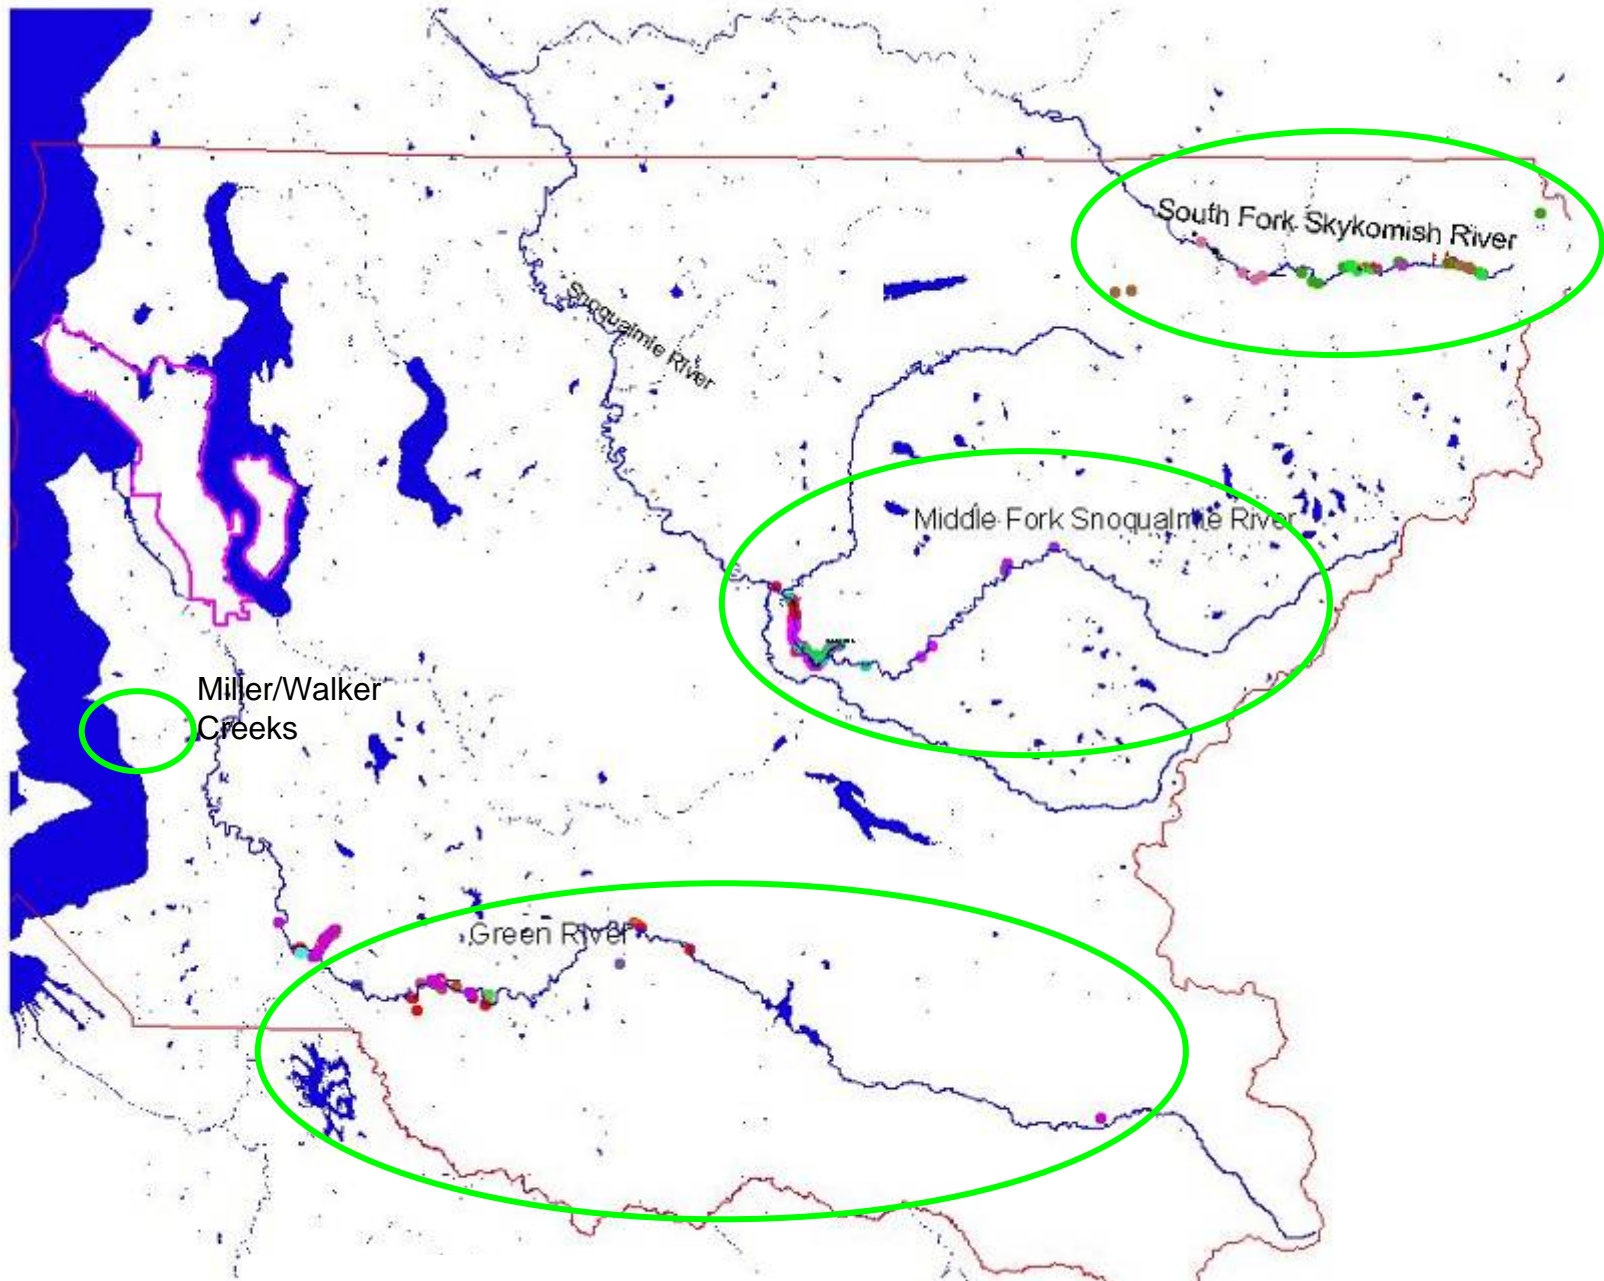 South Fork Skykomish River
Snoqualmie River
Middle Fork Snoqualmie River
Miller/Walker
Creeks
Green River